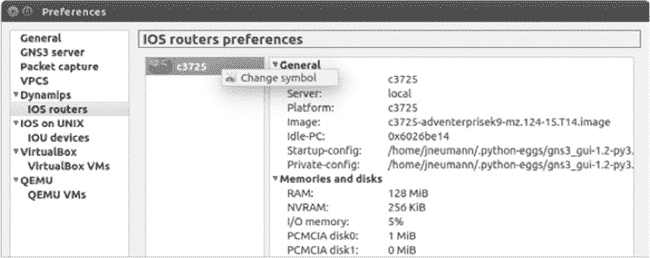 Preferences
General
GNS3 server
Packet capture
VPCS
Dynamips
IOS routers
IOS on UNIX
IOU devices
VirtualBox
VirtualBox VMs
QEMU
QEMU VMs
IOS routers preferences
c3725
Change symbol
General
c3725
Server: local
Platform: c3725
Image: c3725-adventerprisek9-mz.124-15.T14.image
Idle-PC: 0x6026be14
Startup-config: /home/jneumann/.python-eggs/gns3_gui-1.2-py3.
Private-config: /home/jneumann/.python-eggs/gns3_gui-1.2-py3.
Memories and disks
RAM: 128 MiB
NVRAM: 256 KiB
I/O memory: 5%
PCMCIA disk0: 1 MiB
PCMCIA disk1: 0 MiB